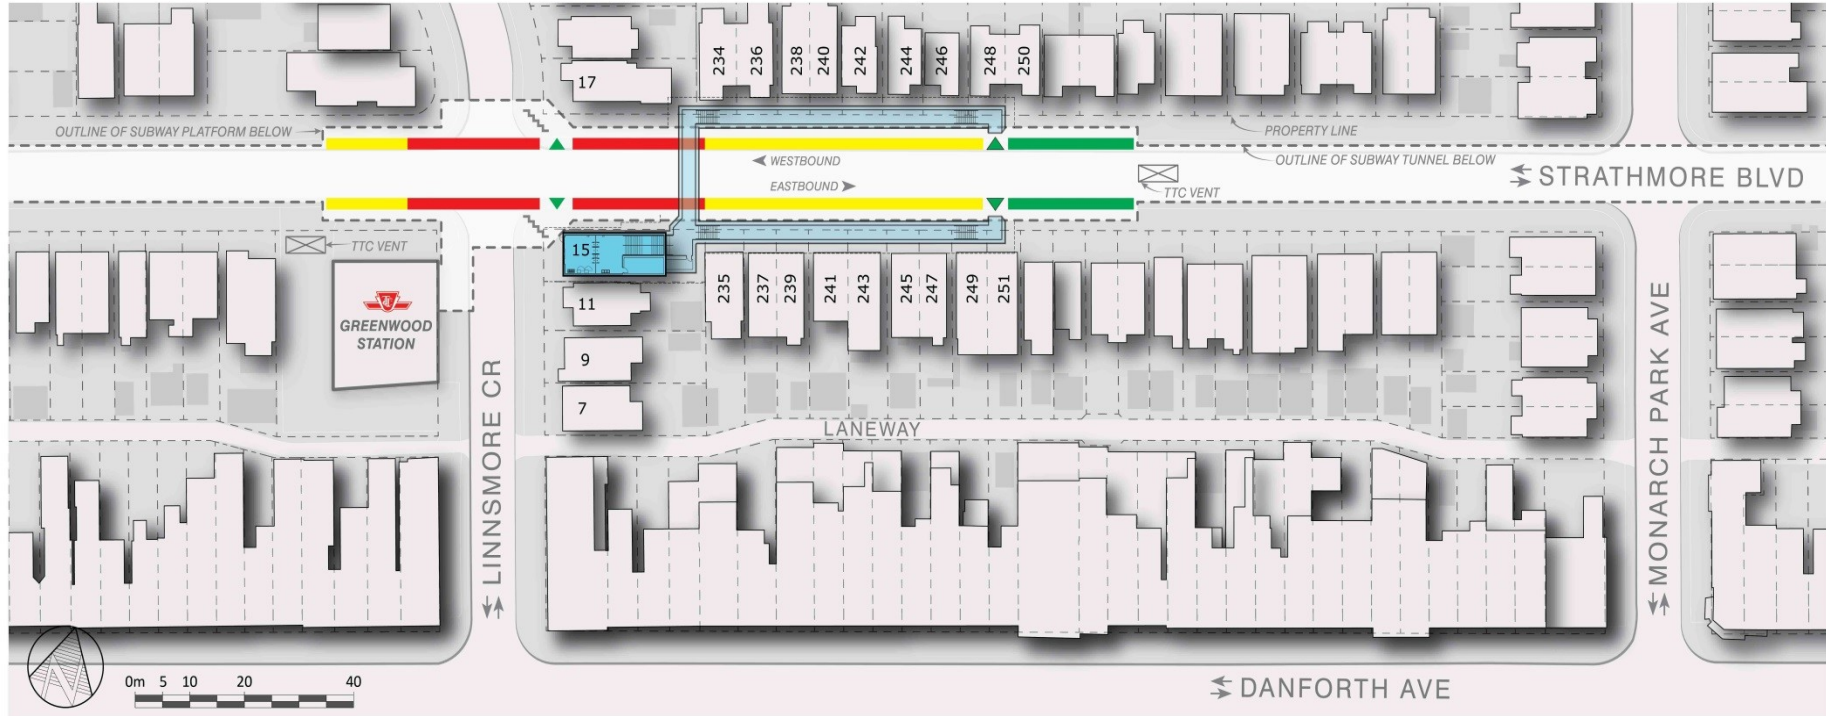 234
236
238
240
242
244
246
248
250
17
OUTLINE OF SUBWAY PLATFORM BELOW
PROPERTY LINE
WESTBOUND
OUTLINE OF SUBWAY TUNNEL BELOW
EASTBOUND
STRATHMORE BLVD
TTC VENT
TTC VENT
15
235
237
239
241
243
245
247
249
251
11
GREENWOOD
STATION
9
7
LINNSMORE CR
MONARCH PARK AVE
LANEWAY
N
0m 5 10 20 40
DANFORTH AVE